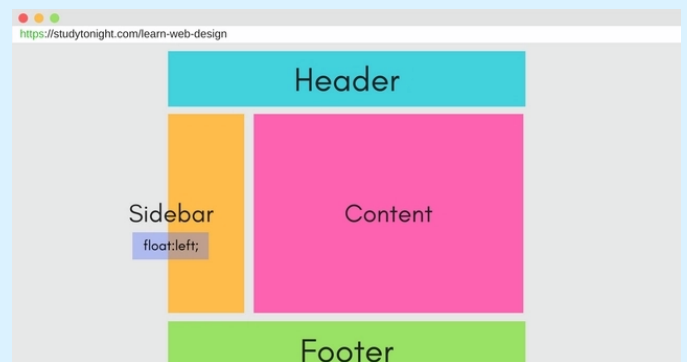 https://studytonight.com/learn-web-design
Header
Sidebar
Content
float:left;
Footer